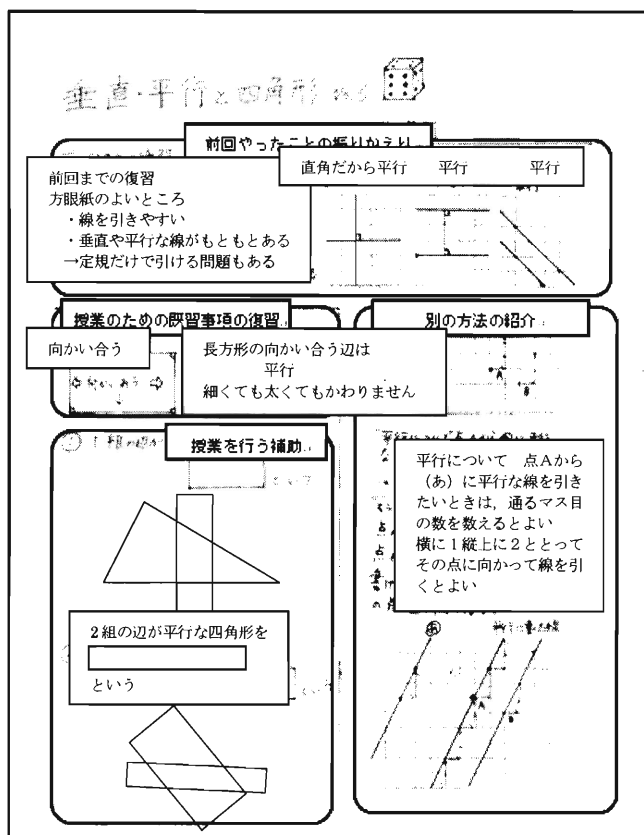 垂直・平行と四角形 no.5
前回やったことの振りかえり
直角だから平行　平行　平行
前回までの復習
方眼紙のよいところ
・線を引きやすい
・垂直や平行な線がもともとある
→定規だけで引ける問題もある
授業のための既習事項の復習
向かい合う
長方形の向かい合う辺は
平行
細くても太くてもかわりません
向かいあう
授業を行う補助
という
2組の辺が平行な四角形を
という
別の方法の紹介
A
B
平行について　点Aから
（あ）に平行な線を引き
たいときは，通るマス目
の数を数えるとよい
横に1縦上に2ととって
その点に向かって線を引
くとよい
あ
A
B